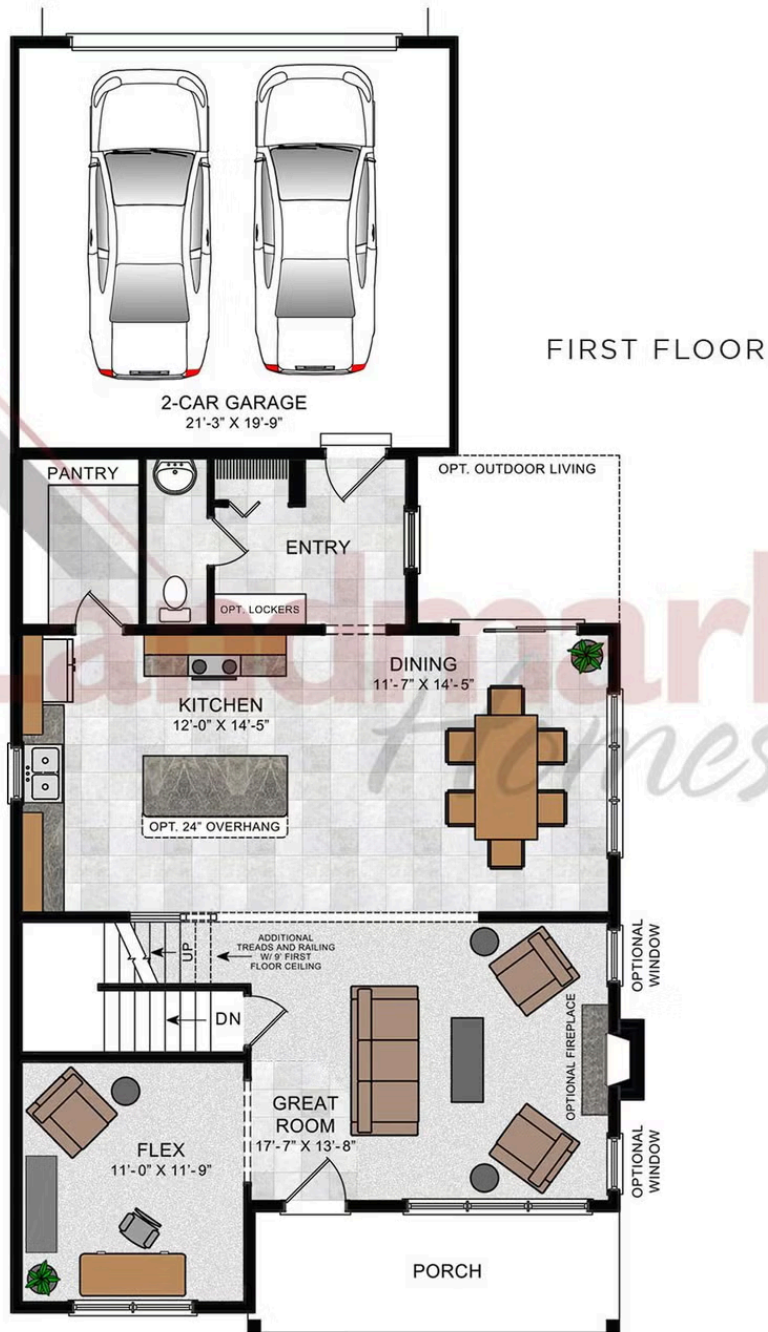 FIRST FLOOR
2-CAR GARAGE
21'-3" X 19'-9"
PANTRY
OPT. OUTDOOR LIVING
ENTRY
OPT. LOCKERS
DINING
11'-7" X 14'-5"
KITCHEN
12'-0" X 14'-5"
Landmark
Homes
OPT. 24" OVERHANG
UP
ADDITIONAL
TREADS AND RAILING
W/ 9' FIRST
FLOOR CEILING
OPTIONAL
WINDOW
DN
OPTIONAL FIREPLACE
GREAT
ROOM
17'-7" X 13'-8"
FLEX
11'-0" X 11'-9"
OPTIONAL
WINDOW
PORCH